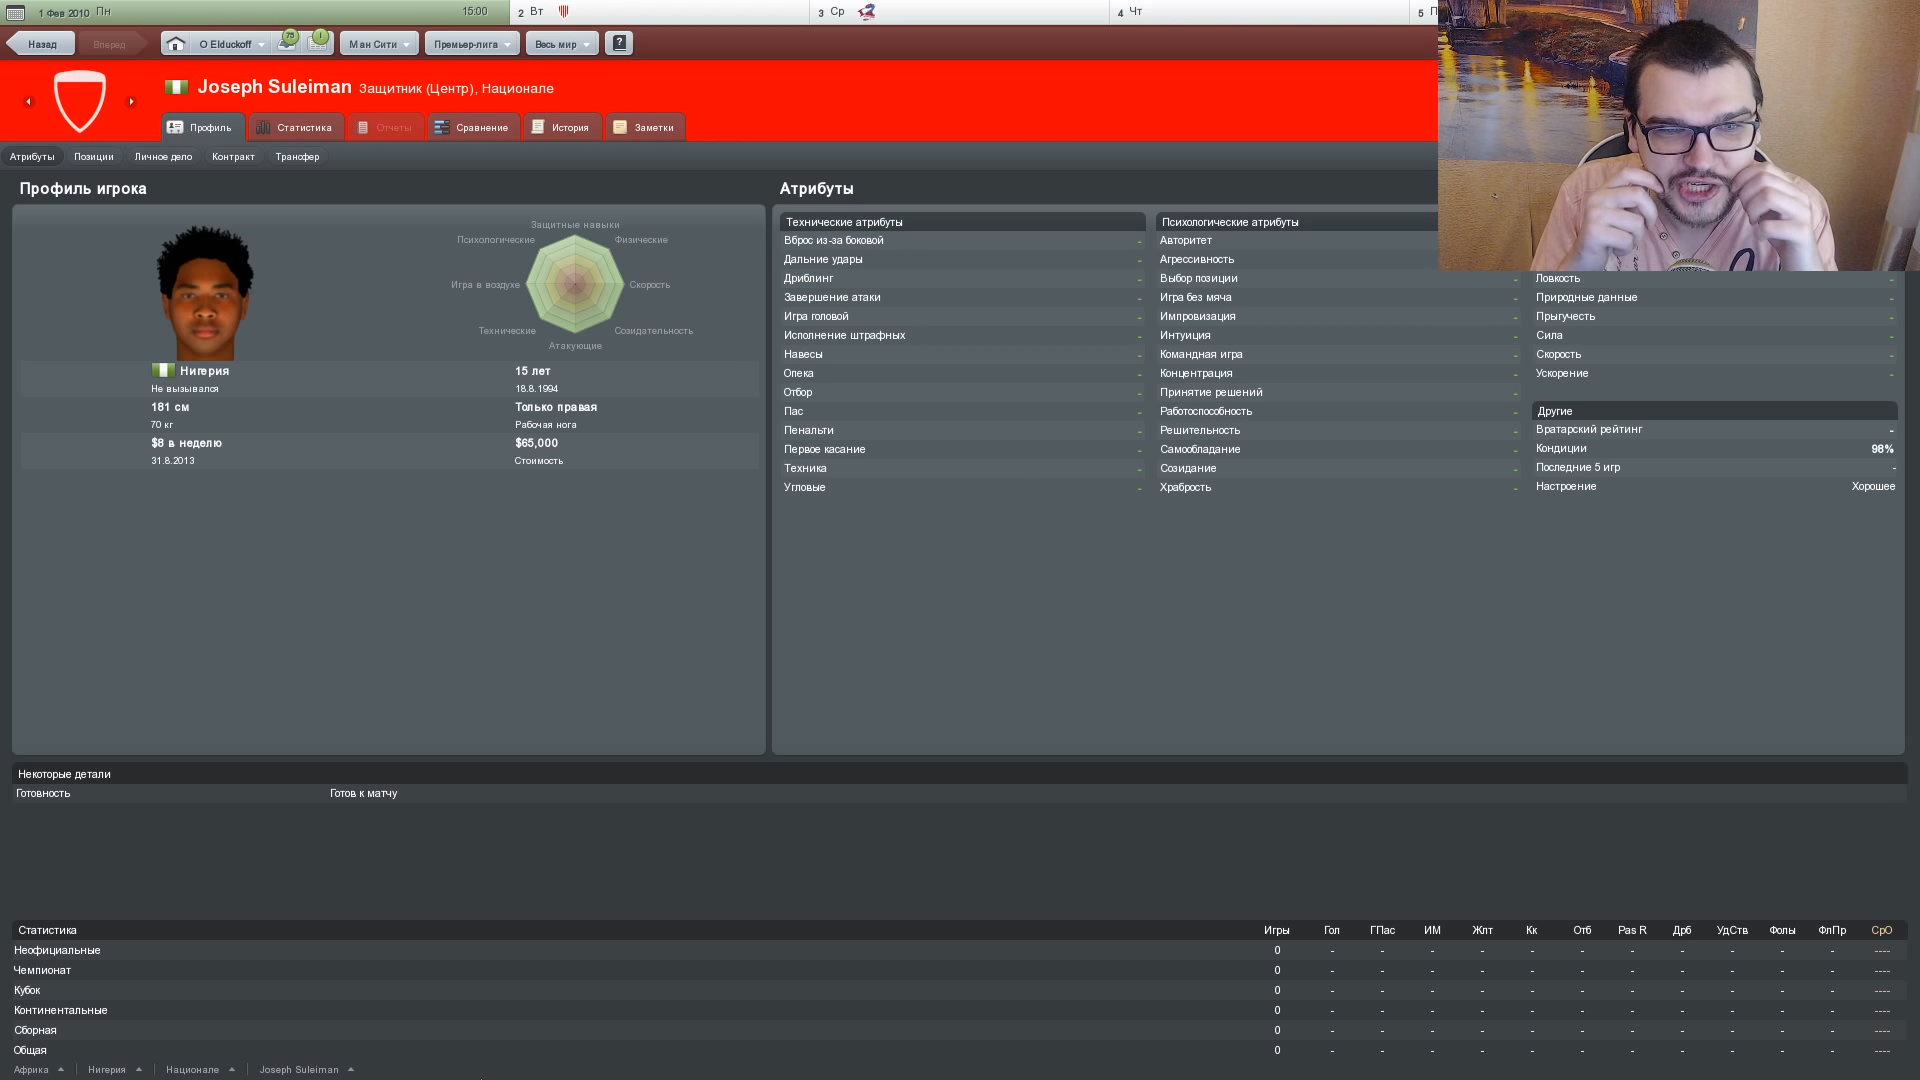 1 Фев 2010 Пн 15:00 2 Вт 3 Ср 4 Чт 5
Назад Вперед О Elduckoff 75 1 Ман Сити Премьер-лига Весь мир ?
Joseph Suleiman Защитник (Центр), Национале
Профиль Статистика Отчеты Сравнение История Заметки
Атрибуты Позиции Личное дело Контракт Трансфер
Профиль игрока
Защитные навыки
Психологические Физические
Игра в воздухе Скорость
Технические Созидательность
Атакующие
Нигерия 15 лет
Не вызывался 18.8.1994
181 см Только правая
70 кг Рабочая нога
$8 в неделю $65,000
31.8.2013 Стоимость
Атрибуты
Технические атрибуты
Вброс из-за боковой -
Дальние удары -
Дриблинг -
Завершение атаки -
Игра головой -
Исполнение штрафных -
Навесы -
Опека -
Отбор -
Пас -
Пенальти -
Первое касание -
Техника -
Угловые -
Психологические атрибуты
Авторитет
Агрессивность
Выбор позиции -
Игра без мяча -
Импровизация -
Интуиция -
Командная игра -
Концентрация -
Принятие решений -
Работоспособность -
Решительность -
Самообладание -
Созидание -
Храбрость -
Ловкость -
Природные данные -
Прыгучесть -
Сила -
Скорость -
Ускорение -
Другие
Вратарский рейтинг -
Кондиции 98%
Последние 5 игр -
Настроение Хорошее
Некоторые детали
Готовность Готов к матчу
Статистика Игры Гол ГПас ИМ Жлт Кк Отб Pas R Дрб УдСтв Фолы ФлПр СрО
Неофициальные 0 - - - - - - - - - - - ----
Чемпионат 0 - - - - - - - - - - - ----
Кубок 0 - - - - - - - - - - - ----
Континентальные 0 - - - - - - - - - - - ----
Сборная 0 - - - - - - - - - - - ----
Общая 0 - - - - - - - - - - - ----
Африка Нигерия Национале Joseph Suleiman